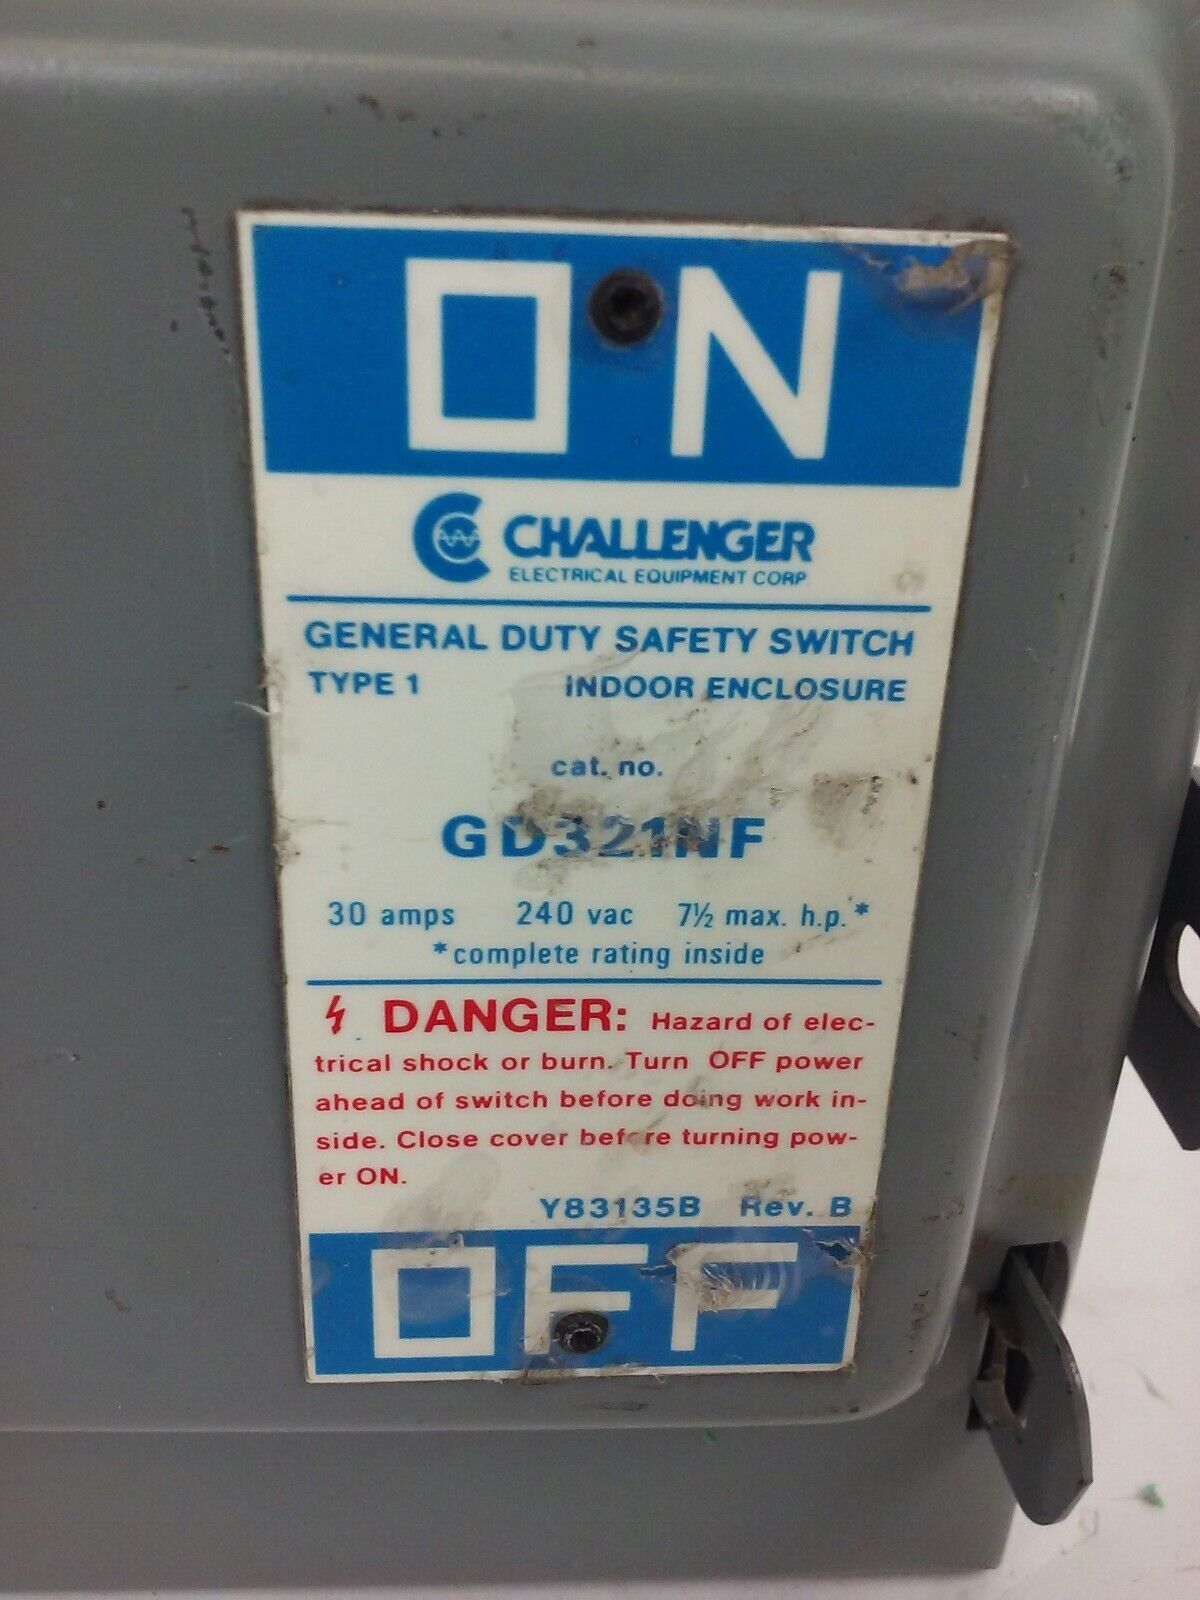 ON
CHALLENGER
ELECTRICAL EQUIPMENT CORP
GENERAL DUTY SAFETY SWITCH
TYPE 1 INDOOR ENCLOSURE
cat. no.
GD321NF
30 amps 240 vac 7½ max. h.p.*
*complete rating inside
DANGER: Hazard of elec-
trical shock or burn. Turn OFF power
ahead of switch before doing work in-
side. Close cover before turning pow-
er ON.
Y83135B Rev. B
OFF